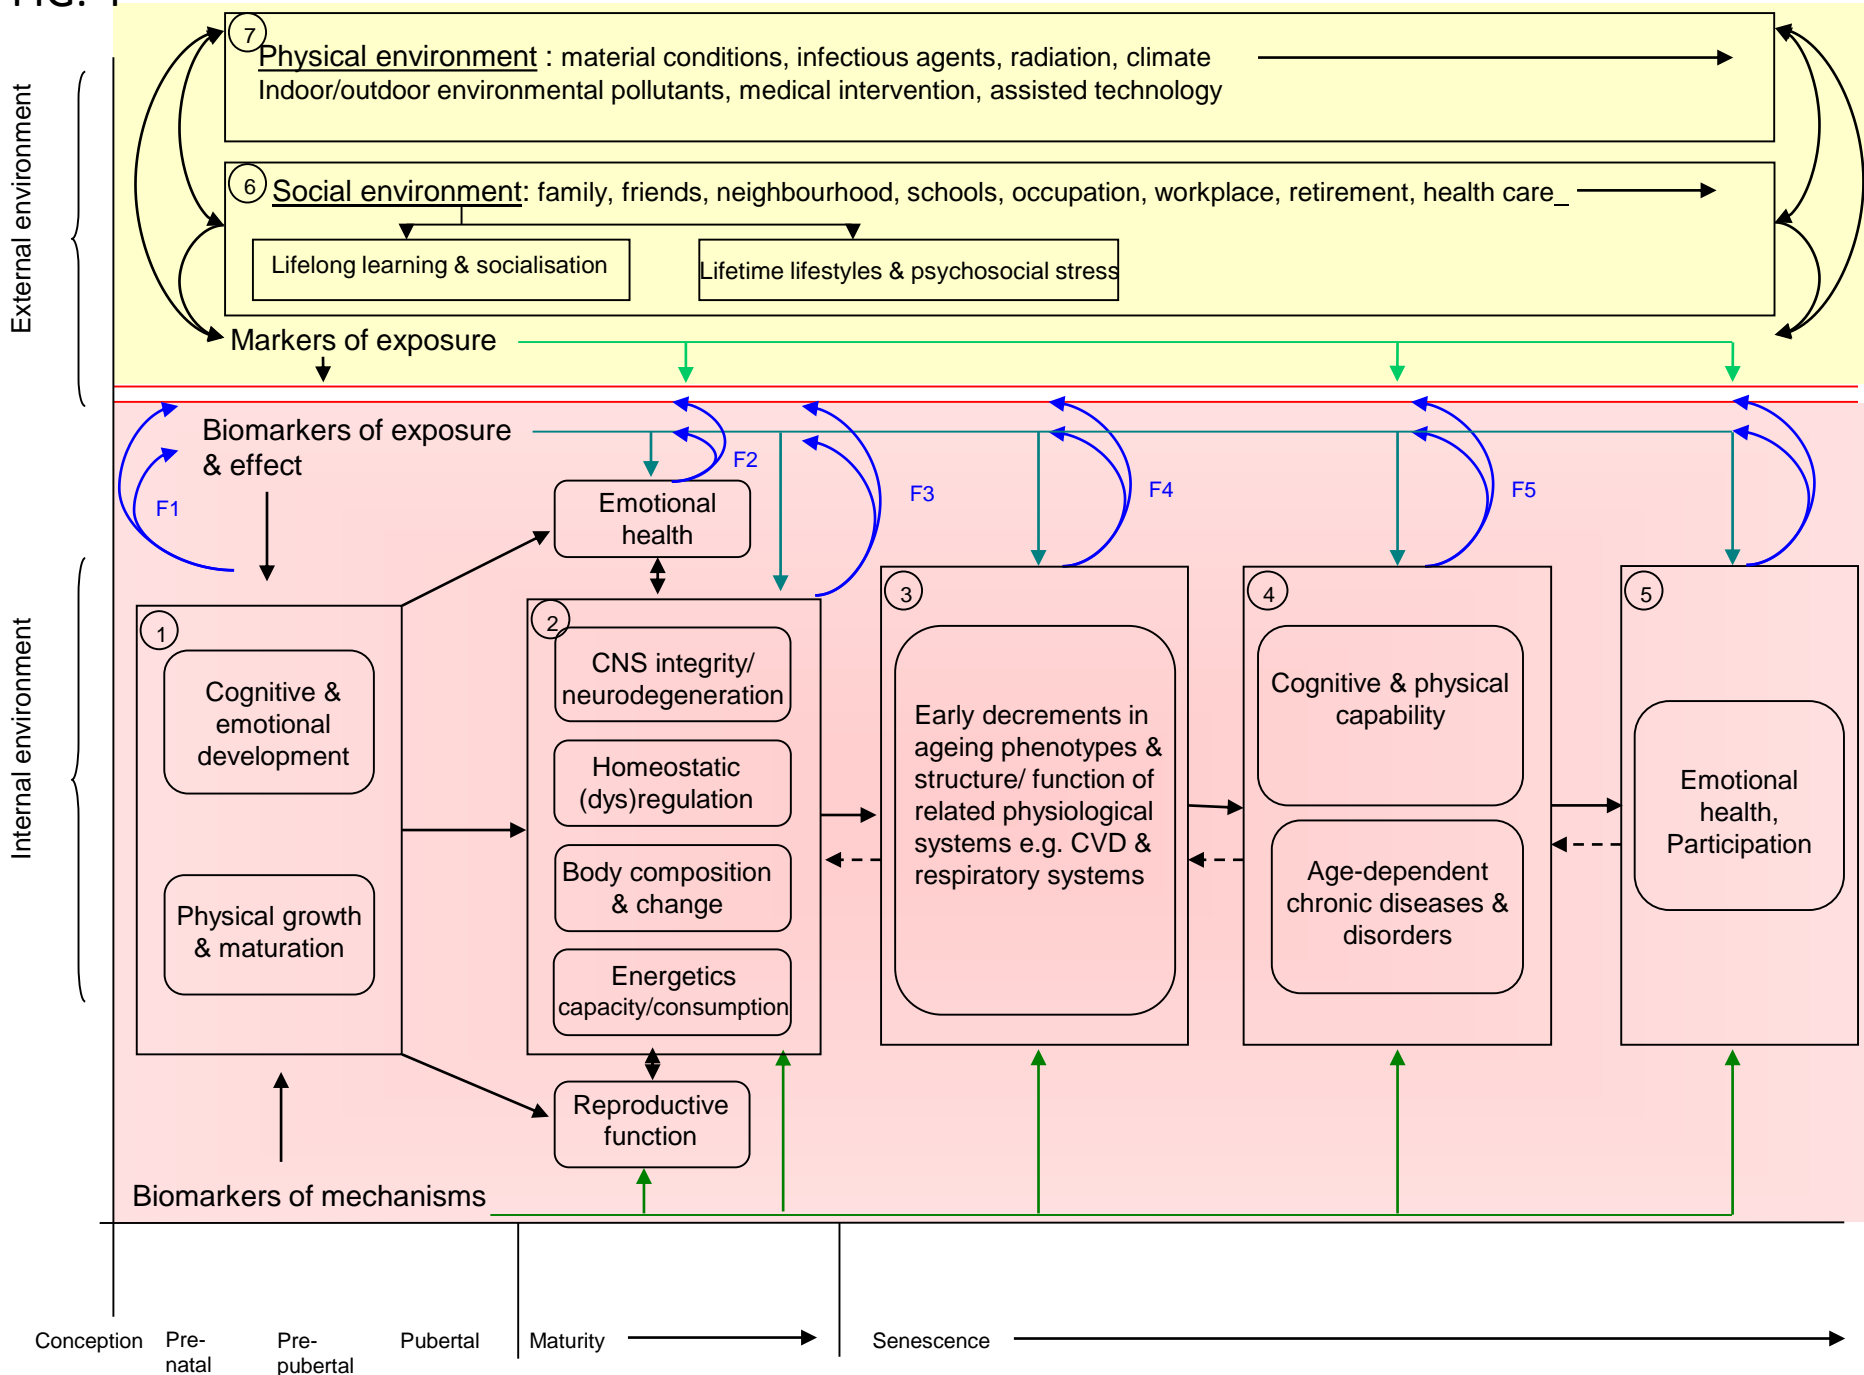 7
Physical environment : material conditions, infectious agents, radiation, climate
Indoor/outdoor environmental pollutants, medical intervention, assisted technology
External environment
6
Social environment: family, friends, neighbourhood, schools, occupation, workplace, retirement, health care_
Lifelong learning & socialisation
Lifetime lifestyles & psychosocial stress
Markers of exposure
Biomarkers of exposure
& effect
F1
F2
F3
F4
F5
Emotional
health
Internal environment
1
Cognitive &
emotional
development
Physical growth
& maturation
2
CNS integrity/
neurodegeneration
Homeostatic
(dys)regulation
Body composition
& change
Energetics
capacity/consumption
Reproductive
function
3
Early decrements in
ageing phenotypes &
structure/ function of
related physiological
systems e.g. CVD &
respiratory systems
4
Cognitive & physical
capability
Age-dependent
chronic diseases &
disorders
5
Emotional
health,
Participation
Biomarkers of mechanisms
Conception
Pre-
natal
Pre-
pubertal
Pubertal
Maturity
Senescence